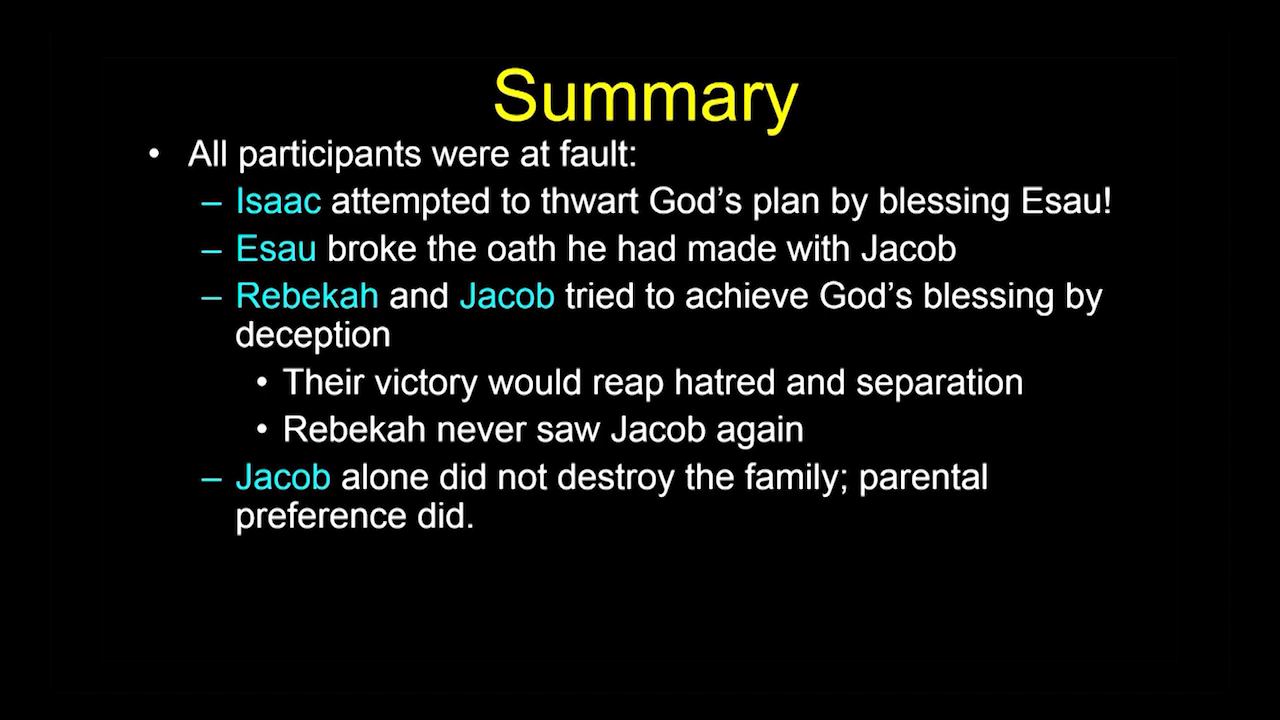 Summary
• All participants were at fault:
– Isaac attempted to thwart God’s plan by blessing Esau!
– Esau broke the oath he had made with Jacob
– Rebekah and Jacob tried to achieve God’s blessing by
deception
• Their victory would reap hatred and separation
• Rebekah never saw Jacob again
– Jacob alone did not destroy the family; parental
preference did.